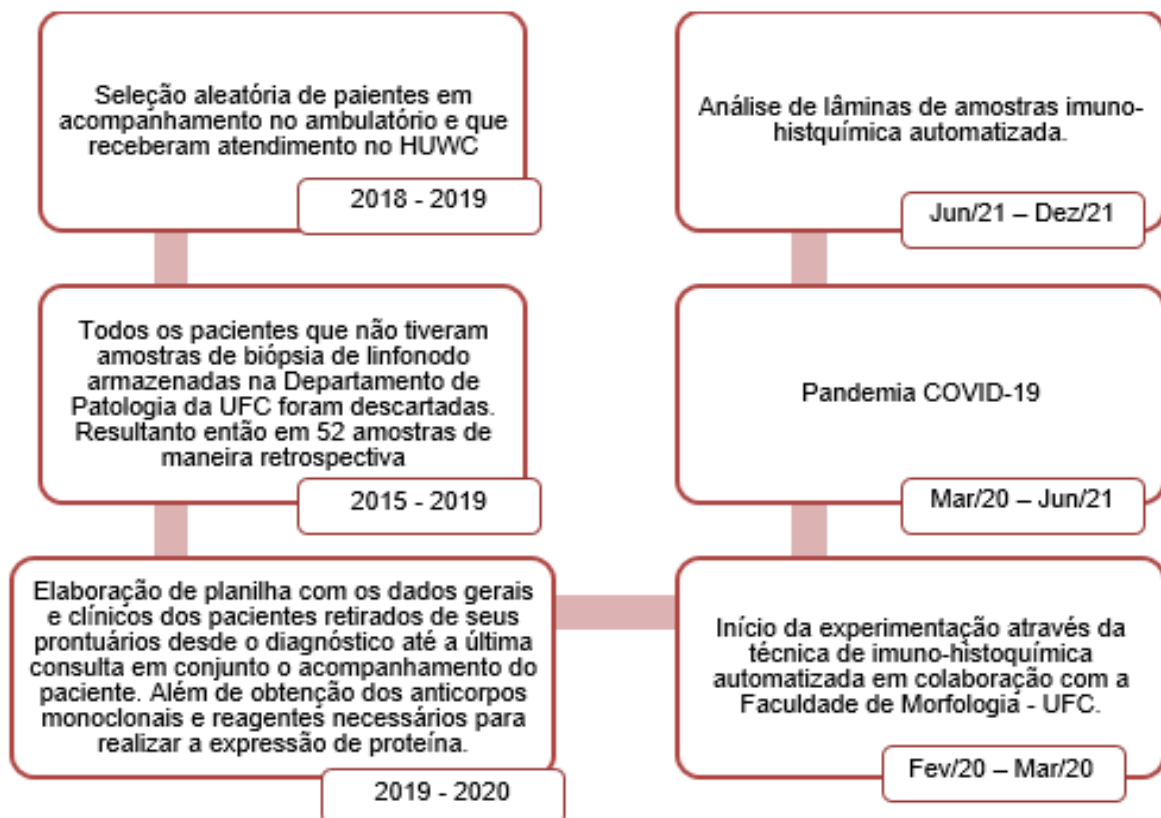 Seleção aleatória de paientes em
acompanhamento no ambulatório e que
receberam atendimento no HUWC
2018 - 2019
Todos os pacientes que não tiveram
amostras de biópsia de linfonodo
armazenadas na Departamento de
Patologia da UFC foram descartadas.
Resultanto então em 52 amostras de
maneira retrospectiva
2015 - 2019
Elaboração de planilha com os dados gerais
e clínicos dos pacientes retirados de seus
prontuários desde o diagnóstico até a última
consulta em conjunto o acompanhamento do
paciente. Além de obtenção dos anticorpos
monoclonais e reagentes necessários para
realizar a expressão de proteína.
2019 - 2020
Início da experimentação através da
técnica de imuno-histoquímica
automatizada em colaboração com a
Faculdade de Morfologia - UFC.
Fev/20 – Mar/20
Pandemia COVID-19
Mar/20 – Jun/21
Análise de lâminas de amostras imuno-
histquímica automatizada.
Jun/21 – Dez/21